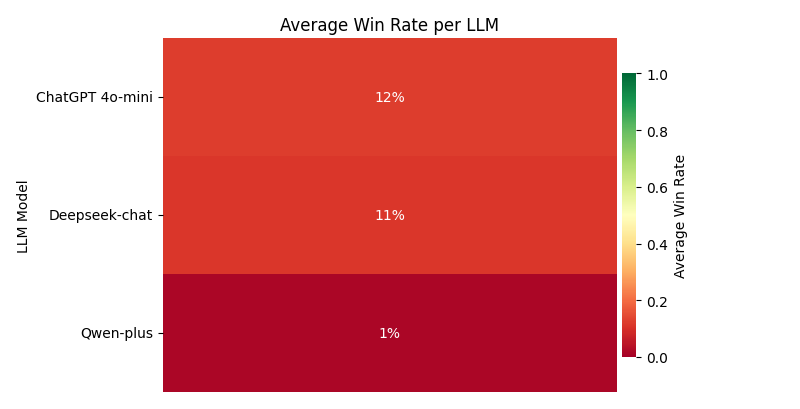 Average Win Rate per LLM
LLM Model
ChatGPT 4o-mini
12%
Deepseek-chat
11%
Qwen-plus
1%
1.0
0.8
0.6
0.4
0.2
0.0
Average Win Rate